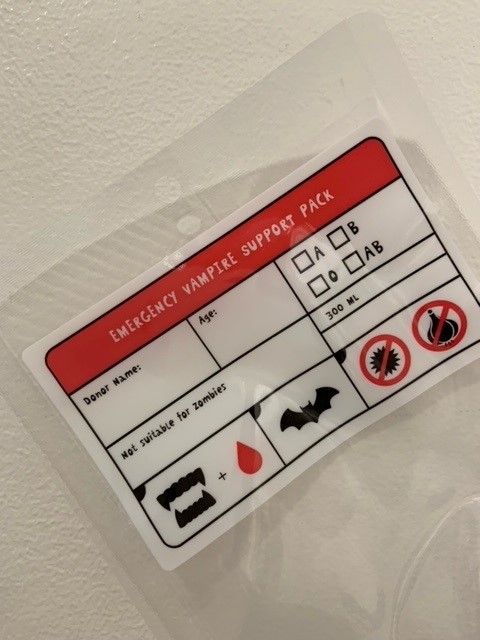 EMERGENCY VAMPIRE SUPPORT PACK
Donor Name:
Age:
A B
O AB
Not suitable for Zombies
300 ML
+